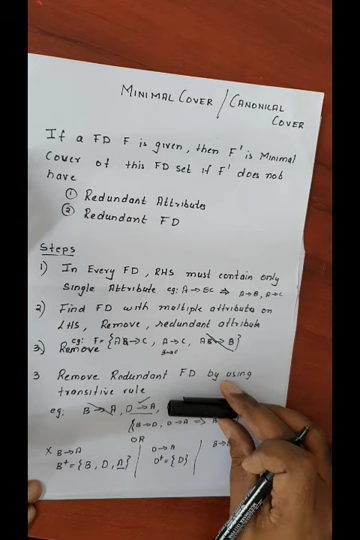 MINIMAL COVER / CANONICAL
COVER
If a FD F is given, then F' is Minimal
Cover of this FD set if F' does not
have
① Redundant Attributes
② Redundant FD
Steps
1) In Every FD, RHS must contain only
Single Attribute eg: A→BC ⇒ A→B, A→C
2) Find FD with multiple attributes on
LHS, Remove, redundant attribute
eg: F = {AB→C, A→C, AB→B}
B→C
3) Remove
3 Remove Redundant FD by using
transitive rule
eg: B→A, D→A,
(B→D, D→A ⇒)
OR
X B→A
B⁺ = {B, D, A}
D→A
D⁺ = {D}